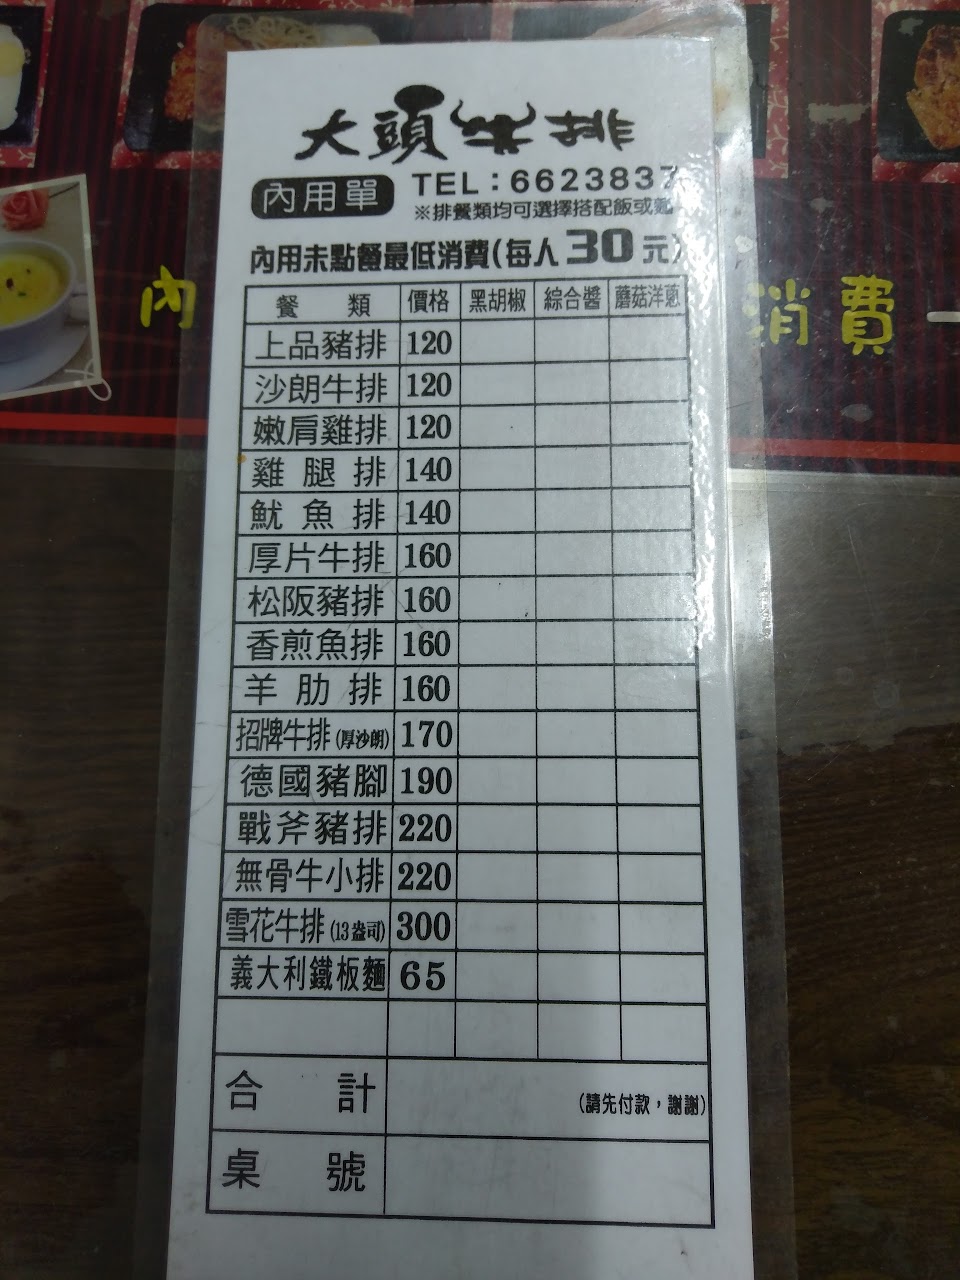 大頭牛排
內用單 TEL：6623837
※排餐類均可選擇搭配飯或麵
內用未點餐最低消費(每人30元)
餐類 價格 黑胡椒 綜合醬 蘑菇洋蔥
上品豬排 120
沙朗牛排 120
嫩肩雞排 120
雞腿排 140
魷魚排 140
厚片牛排 160
松阪豬排 160
香煎魚排 160
羊肋排 160
招牌牛排(厚沙朗) 170
德國豬腳 190
戰斧豬排 220
無骨牛小排 220
雪花牛排(13盎司) 300
義大利鐵板麵 65
合計 (請先付款，謝謝)
桌號
內
消費